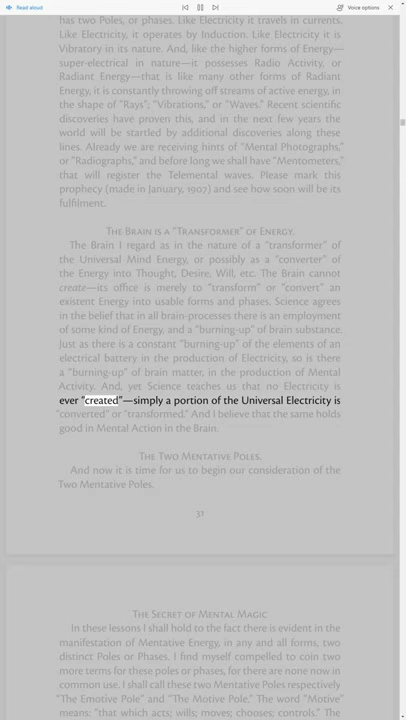 Read aloud
Voice options
has two Poles, or phases. Like Electricity it travels in currents.
Like Electricity, it operates by Induction. Like Electricity it is
Vibratory in its nature. And, like the higher forms of Energy—
super-electrical in nature—it possesses Radio Activity, or
Radiant Energy—that is like many other forms of Radiant
Energy, it is constantly throwing off streams of active energy, in
the shape of "Rays"; "Vibrations," or "Waves." Recent scientific
discoveries have proven this, and in the next few years the
world will be startled by additional discoveries along these
lines. Already we are receiving hints of "Mental Photographs,"
or "Radiographs," and before long we shall have "Mentometers,"
that will register the Telemental waves. Please mark this
prophecy (made in January, 1907) and see how soon will be its
fulfilment.
The Brain is a "Transformer" of Energy.
The Brain I regard as in the nature of a "transformer" of
the Universal Mind Energy, or possibly as a "converter" of
the Energy into Thought, Desire, Will, etc. The Brain cannot
create—its office is merely to "transform" or "convert" an
existent Energy into usable forms and phases. Science agrees
in the belief that in all brain-processes there is an employment
of some kind of Energy, and a "burning-up" of brain substance.
Just as there is a constant "burning-up" of the elements of an
electrical battery in the production of Electricity, so is there
a "burning-up" of brain matter, in the production of Mental
Activity. And, yet Science teaches us that no Electricity is
ever "created"—simply a portion of the Universal Electricity is
"converted" or "transformed." And I believe that the same holds
good in Mental Action in the Brain.
The Two Mentative Poles.
And now it is time for us to begin our consideration of the
Two Mentative Poles.
31
The Secret of Mental Magic
In these lessons I shall hold to the fact there is evident in the
manifestation of Mentative Energy, in any and all forms, two
distinct Poles or Phases. I find myself compelled to coin two
more terms for these poles or phases, for there are none now in
common use. I shall call these two Mentative Poles respectively
"The Emotive Pole" and "The Motive Pole." The word "Motive"
means: "that which acts; wills; moves; chooses; controls." The